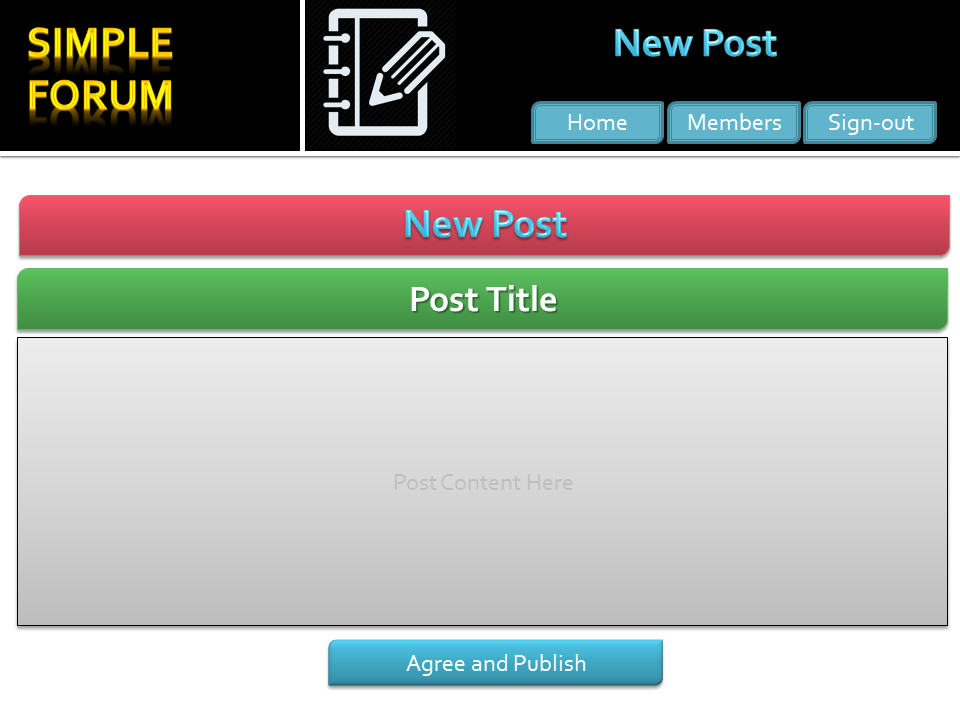 SIMPLE
FORUM
New Post
Home
Members
Sign-out
New Post
Post Title
Post Content Here
Agree and Publish